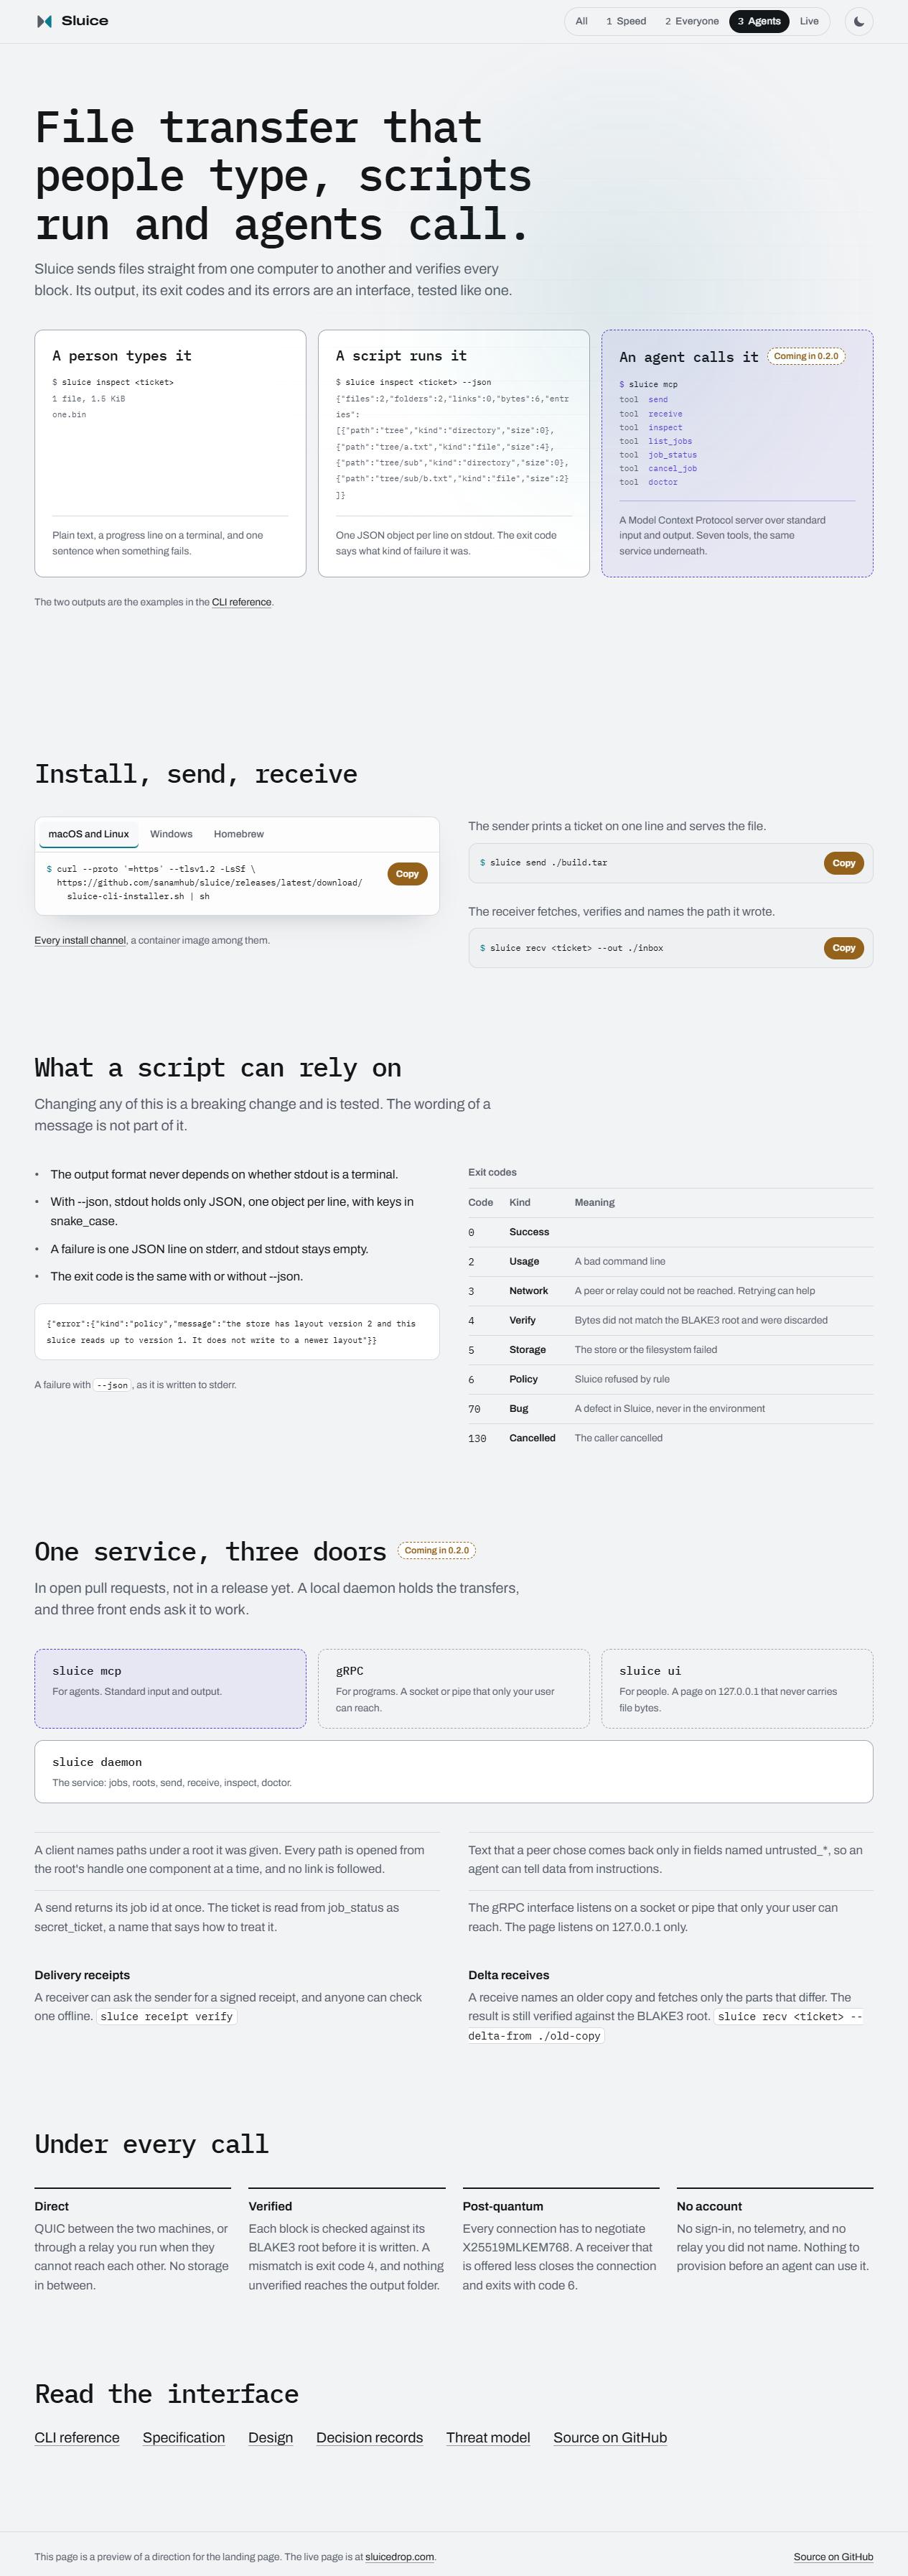 Sluice
All 1 Speed 2 Everyone 3 Agents Live
File transfer that
people type, scripts
run and agents call.
Sluice sends files straight from one computer to another and verifies every
block. Its output, its exit codes and its errors are an interface, tested like one.
A person types it
$ sluice inspect <ticket>
1 file, 1.5 KiB
one.bin
Plain text, a progress line on a terminal, and one
sentence when something fails.
A script runs it
$ sluice inspect <ticket> --json
{"files":2,"folders":2,"links":0,"bytes":6,"entr
ies":
[{"path":"tree","kind":"directory","size":0},
{"path":"tree/a.txt","kind":"file","size":4},
{"path":"tree/sub","kind":"directory","size":0},
{"path":"tree/sub/b.txt","kind":"file","size":2}
]}
One JSON object per line on stdout. The exit code
says what kind of failure it was.
An agent calls it Coming in 0.2.0
$ sluice mcp
tool send
tool receive
tool inspect
tool list_jobs
tool job_status
tool cancel_job
tool doctor
A Model Context Protocol server over standard
input and output. Seven tools, the same
service underneath.
The two outputs are the examples in the CLI reference.
Install, send, receive
macOS and Linux Windows Homebrew
$ curl --proto '=https' --tlsv1.2 -LsSf \
https://github.com/sanamhub/sluice/releases/latest/download/
sluice-cli-installer.sh | sh
Copy
Every install channel, a container image among them.
The sender prints a ticket on one line and serves the file.
$ sluice send ./build.tar
Copy
The receiver fetches, verifies and names the path it wrote.
$ sluice recv <ticket> --out ./inbox
Copy
What a script can rely on
Changing any of this is a breaking change and is tested. The wording of a
message is not part of it.
• The output format never depends on whether stdout is a terminal.
• With --json, stdout holds only JSON, one object per line, with keys in
snake_case.
• A failure is one JSON line on stderr, and stdout stays empty.
• The exit code is the same with or without --json.
{"error":{"kind":"policy","message":"the store has layout version 2 and this
sluice reads up to version 1. It does not write to a newer layout"}}
A failure with --json, as it is written to stderr.
Exit codes
Code Kind Meaning
0 Success
2 Usage A bad command line
3 Network A peer or relay could not be reached. Retrying can help
4 Verify Bytes did not match the BLAKE3 root and were discarded
5 Storage The store or the filesystem failed
6 Policy Sluice refused by rule
70 Bug A defect in Sluice, never in the environment
130 Cancelled The caller cancelled
One service, three doors Coming in 0.2.0
In open pull requests, not in a release yet. A local daemon holds the transfers,
and three front ends ask it to work.
sluice mcp
For agents. Standard input and output.
gRPC
For programs. A socket or pipe that only your user
can reach.
sluice ui
For people. A page on 127.0.0.1 that never carries
file bytes.
sluice daemon
The service: jobs, roots, send, receive, inspect, doctor.
A client names paths under a root it was given. Every path is opened from
the root's handle one component at a time, and no link is followed.
Text that a peer chose comes back only in fields named untrusted_*, so an
agent can tell data from instructions.
A send returns its job id at once. The ticket is read from job_status as
secret_ticket, a name that says how to treat it.
The gRPC interface listens on a socket or pipe that only your user can
reach. The page listens on 127.0.0.1 only.
Delivery receipts
A receiver can ask the sender for a signed receipt, and anyone can check
one offline. sluice receipt verify
Delta receives
A receive names an older copy and fetches only the parts that differ. The
result is still verified against the BLAKE3 root. sluice recv <ticket> --
delta-from ./old-copy
Under every call
Direct
QUIC between the two machines, or
through a relay you run when they
cannot reach each other. No storage
in between.
Verified
Each block is checked against its
BLAKE3 root before it is written. A
mismatch is exit code 4, and nothing
unverified reaches the output folder.
Post-quantum
Every connection has to negotiate
X25519MLKEM768. A receiver that
is offered less closes the connection
and exits with code 6.
No account
No sign-in, no telemetry, and no
relay you did not name. Nothing to
provision before an agent can use it.
Read the interface
CLI reference Specification Design Decision records Threat model Source on GitHub
This page is a preview of a direction for the landing page. The live page is at sluicedrop.com.
Source on GitHub